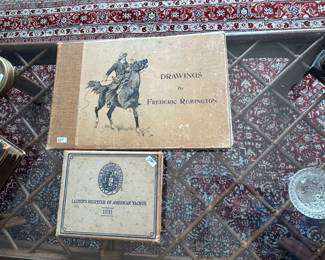 DRAWINGS
By
FREDERIC REMINGTON
LLOYD'S REGISTER OF AMERICAN YACHTS
1931